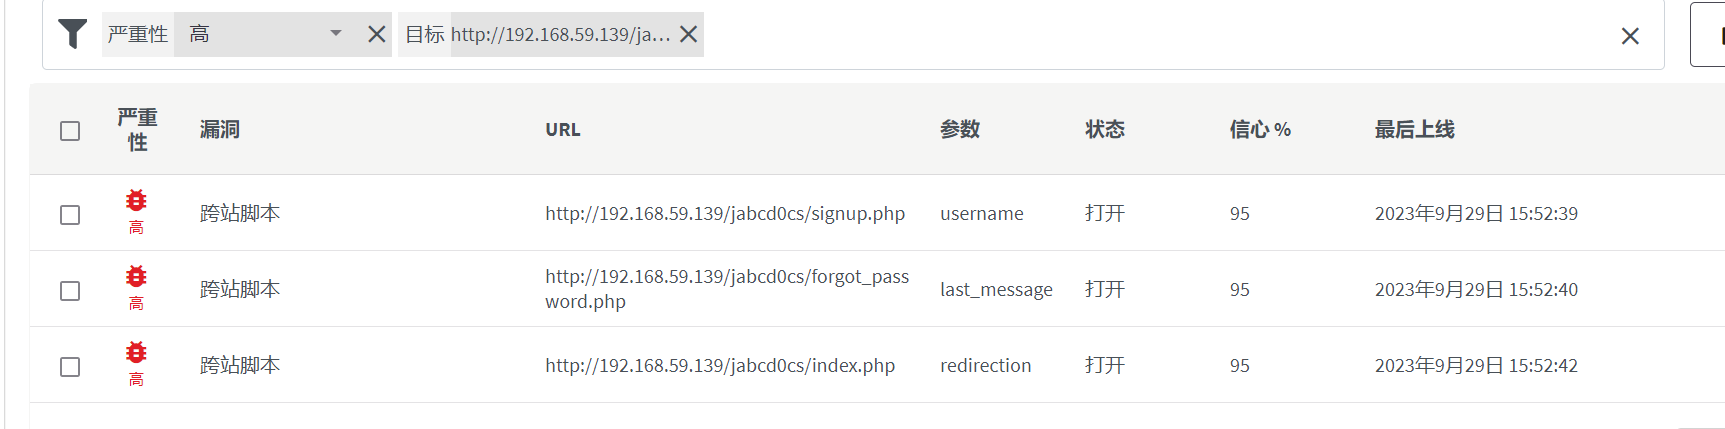 严重性 高 目标 http://192.168.59.139/ja...
严重
性 漏洞 URL 参数 状态 信心 % 最后上线
高 跨站脚本 http://192.168.59.139/jabcd0cs/signup.php username 打开 95 2023年9月29日 15:52:39
高 跨站脚本 http://192.168.59.139/jabcd0cs/forgot_pass
word.php last_message 打开 95 2023年9月29日 15:52:40
高 跨站脚本 http://192.168.59.139/jabcd0cs/index.php redirection 打开 95 2023年9月29日 15:52:42